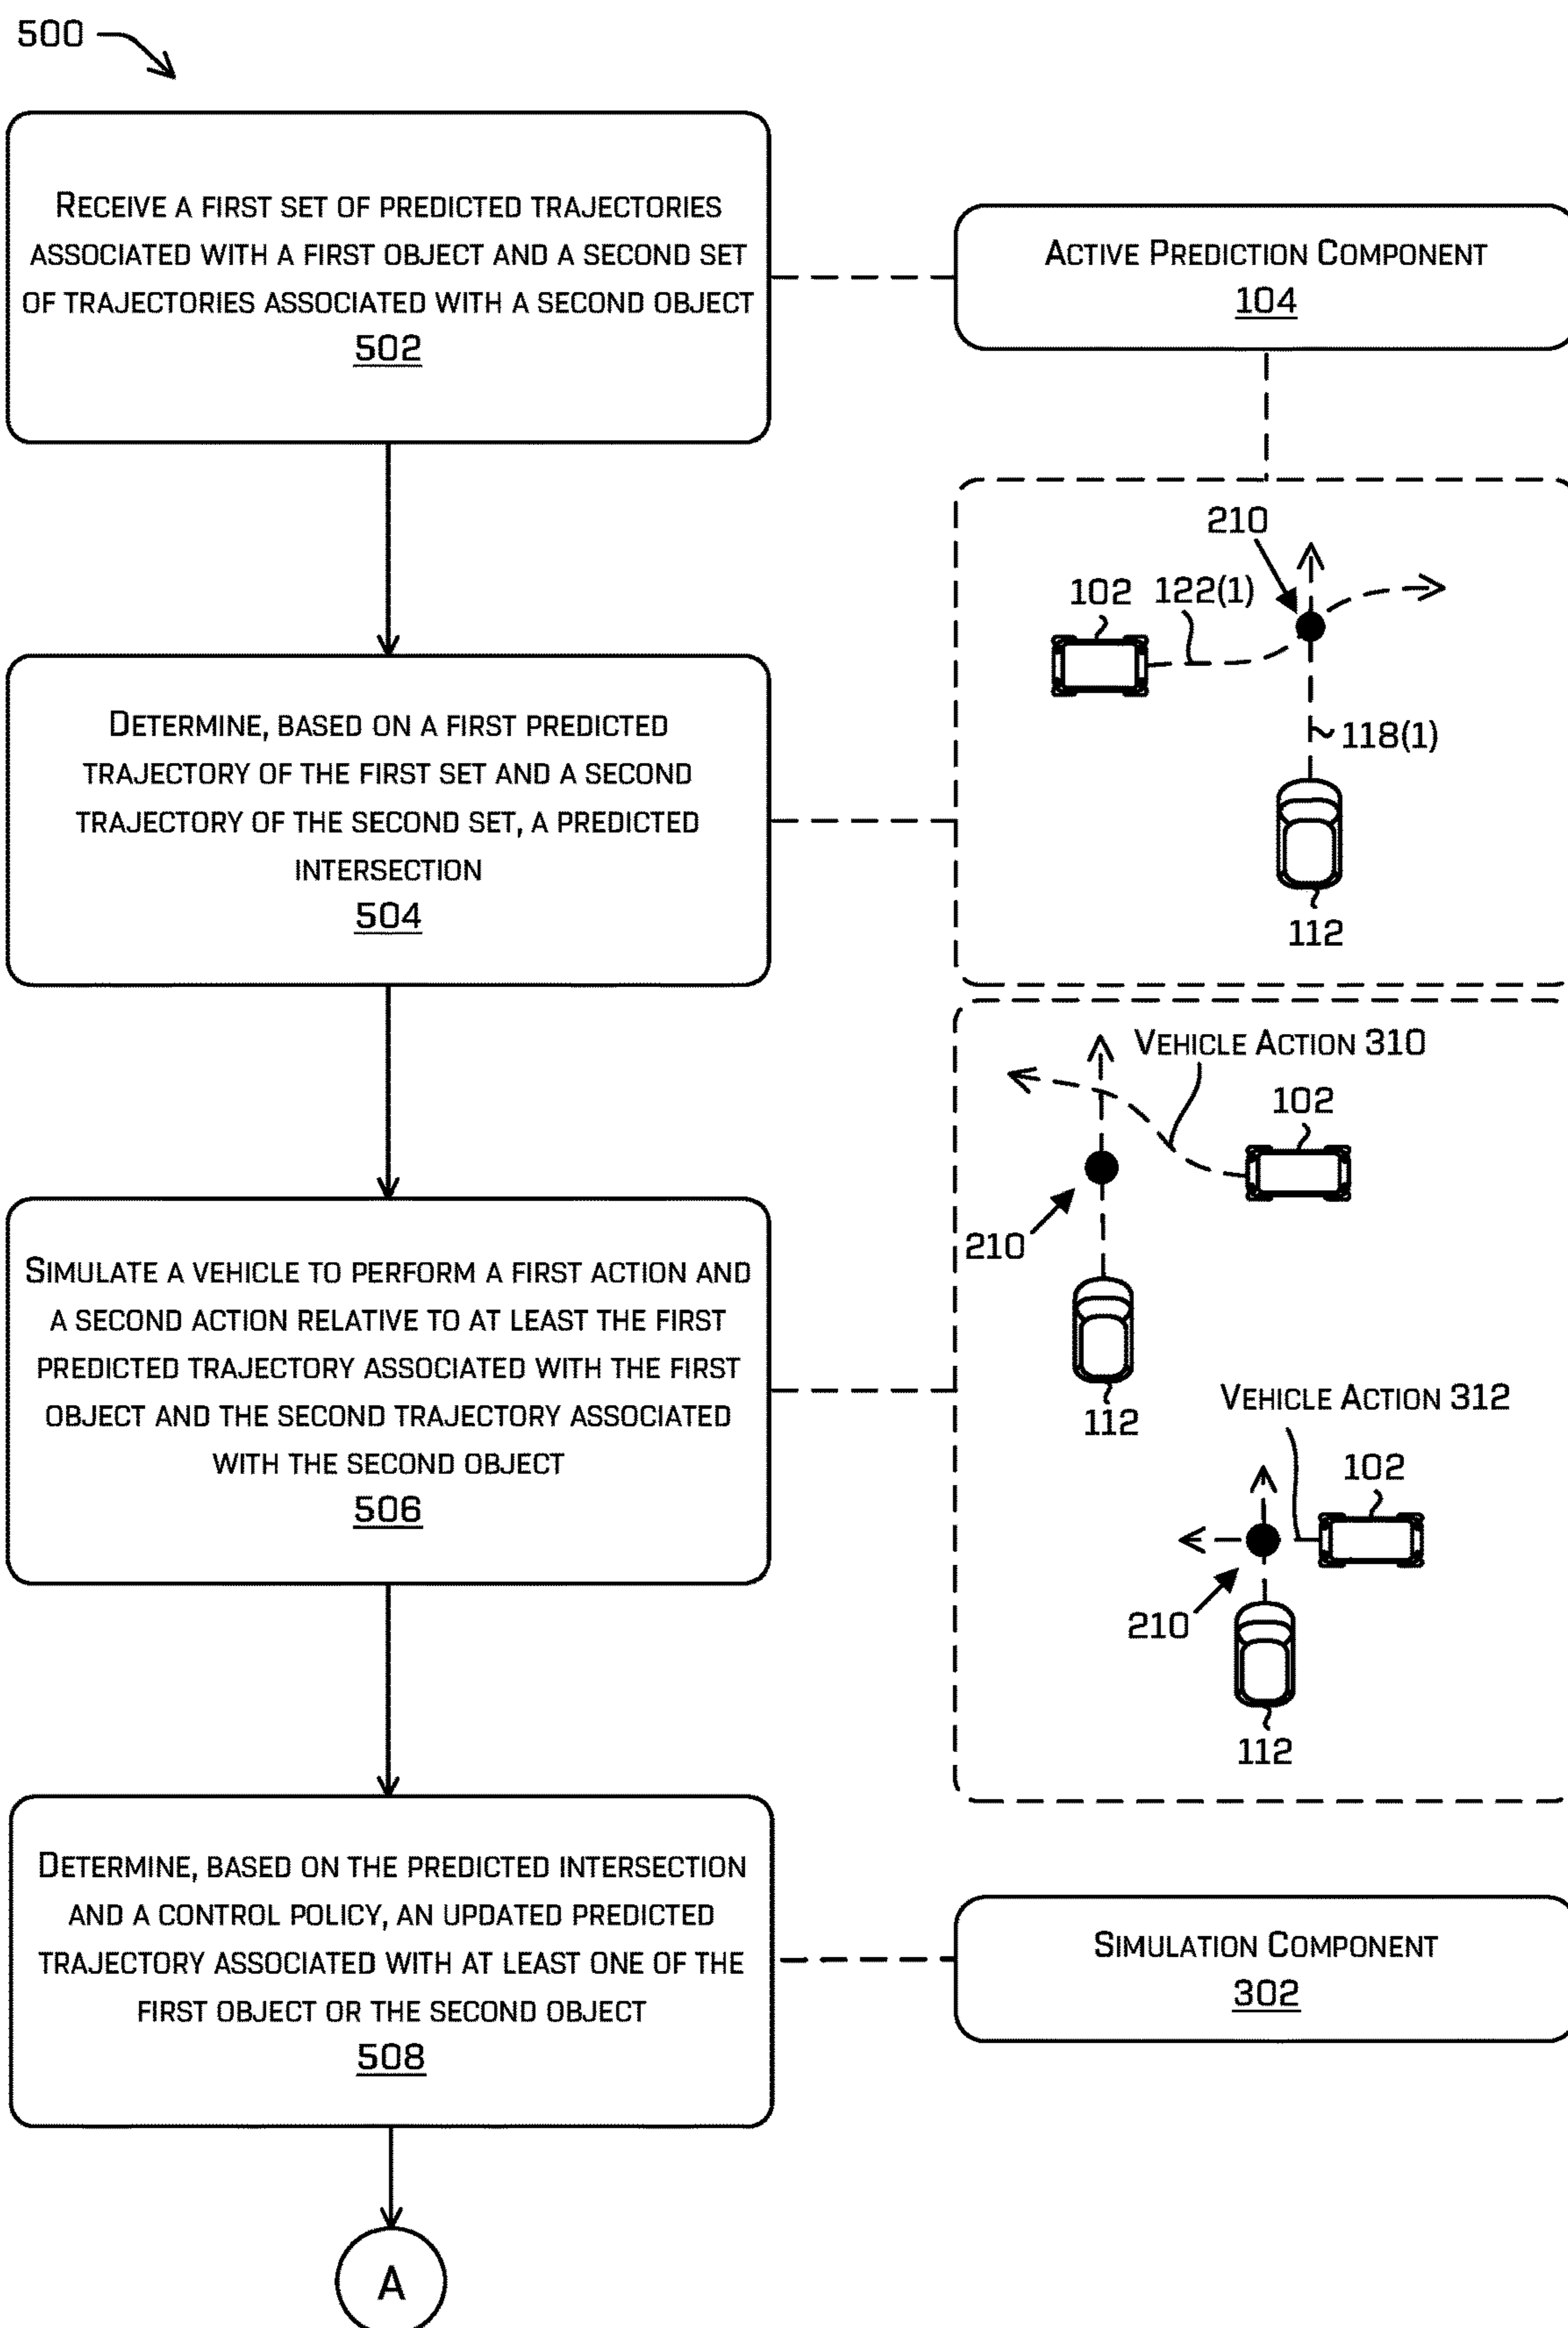 500
RECEIVE A FIRST SET OF PREDICTED TRAJECTORIES
ASSOCIATED WITH A FIRST OBJECT AND A SECOND SET
OF TRAJECTORIES ASSOCIATED WITH A SECOND OBJECT
502
ACTIVE PREDICTION COMPONENT
104
210
102
122(1)
118(1)
112
DETERMINE, BASED ON A FIRST PREDICTED
TRAJECTORY OF THE FIRST SET AND A SECOND
TRAJECTORY OF THE SECOND SET, A PREDICTED
INTERSECTION
504
VEHICLE ACTION 310
102
210
112
VEHICLE ACTION 312
102
210
112
SIMULATE A VEHICLE TO PERFORM A FIRST ACTION AND
A SECOND ACTION RELATIVE TO AT LEAST THE FIRST
PREDICTED TRAJECTORY ASSOCIATED WITH THE FIRST
OBJECT AND THE SECOND TRAJECTORY ASSOCIATED
WITH THE SECOND OBJECT
506
DETERMINE, BASED ON THE PREDICTED INTERSECTION
AND A CONTROL POLICY, AN UPDATED PREDICTED
TRAJECTORY ASSOCIATED WITH AT LEAST ONE OF THE
FIRST OBJECT OR THE SECOND OBJECT
508
SIMULATION COMPONENT
302
A